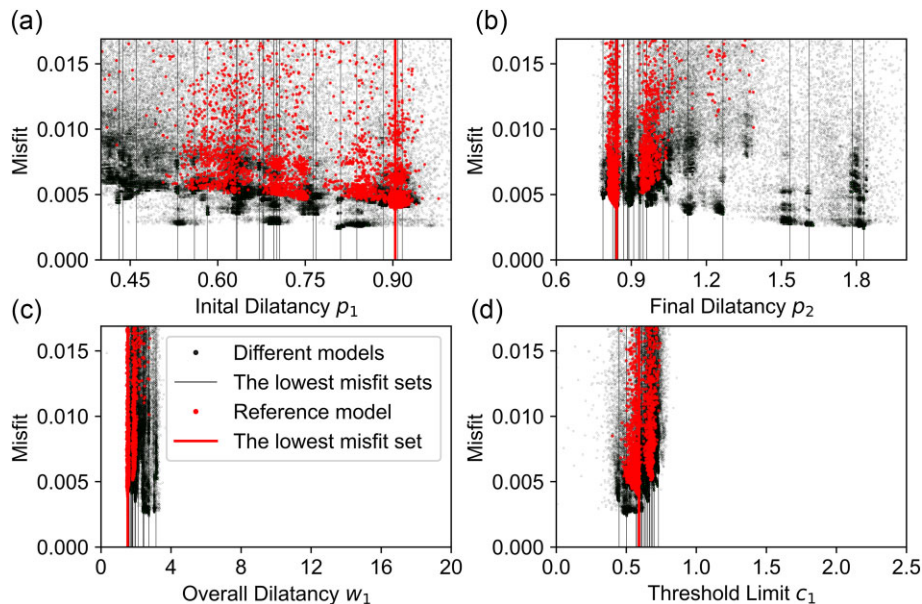 (a)
Misfit
0.015
0.010
0.005
0.000
0.45 0.60 0.75 0.90
Inital Dilatancy p₁
(b)
Misfit
0.015
0.010
0.005
0.000
0.6 0.9 1.2 1.5 1.8
Final Dilatancy p₂
(c)
Misfit
0.015
0.010
0.005
0.000
Different models
The lowest misfit sets
Reference model
The lowest misfit set
0 4 8 12 16 20
Overall Dilatancy w₁
(d)
Misfit
0.015
0.010
0.005
0.000
0.0 0.5 1.0 1.5 2.0 2.5
Threshold Limit c₁